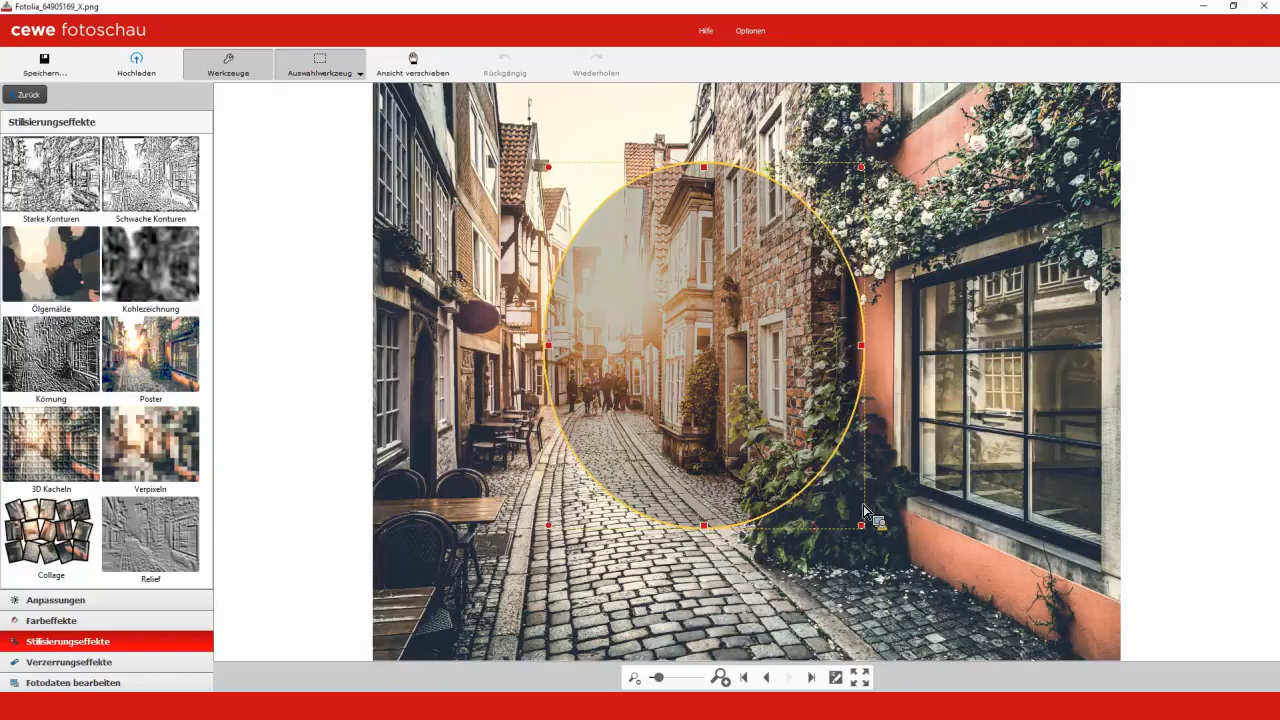 Fotolia_64905169_X.png
cewe fotoschau
Hilfe
Optionen
Speichern...
Hochladen
Werkzeuge
Auswahlwerkzeug
Ansicht verschieben
Rückgängig
Wiederholen
Zurück
Stilisierungseffekte
Starke Konturen
Schwache Konturen
Ölgemälde
Kohlezeichnung
Körnung
Poster
3D Kacheln
Verpixeln
Collage
Relief
Anpassungen
Farbeffekte
Stilisierungseffekte
Verzerrungseffekte
Fotodaten bearbeiten